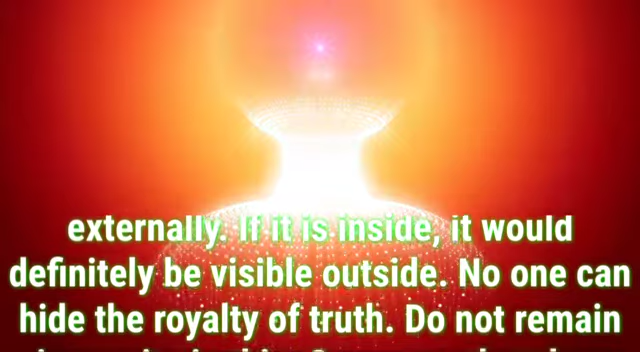 externally. If it is inside, it would
definitely be visible outside. No one can
hide the royalty of truth. Do not remain